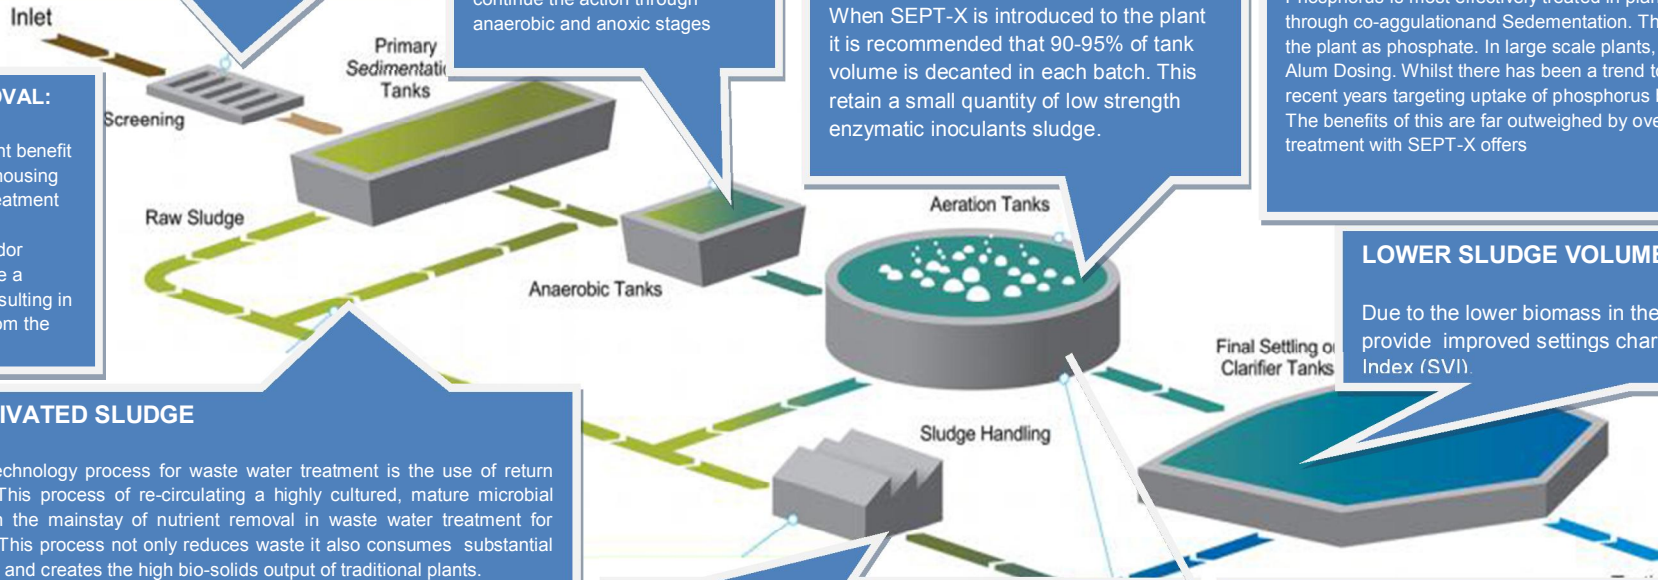 continue the action through
anaerobic and anoxic stages
When SEPT-X is introduced to the plant
it is recommended that 90-95% of tank
volume is decanted in each batch. This
retain a small quantity of low strength
enzymatic inoculants sludge.
through co-aggulationand Sedementation. Th
the plant as phosphate. In large scale plants,
Alum Dosing. Whilst there has been a trend to
recent years targeting uptake of phosphorus
The benefits of this are far outweighed by ove
treatment with SEPT-X offers
Inlet
Primary
Sedimentatio
Tanks
Screening
OVAL:
nt benefit
housing
eatment
dor
e a
sulting in
om the
Raw Sludge
Anaerobic Tanks
Aeration Tanks
LOWER SLUDGE VOLUME
Due to the lower biomass in the
provide improved settings char
Index (SVI).
Final Settling or
Clarifier Tanks
Sludge Handling
IVATED SLUDGE
echnology process for waste water treatment is the use of return
This process of re-circulating a highly cultured, mature microbial
n the mainstay of nutrient removal in waste water treatment for
This process not only reduces waste it also consumes substantial
and creates the high bio-solids output of traditional plants.